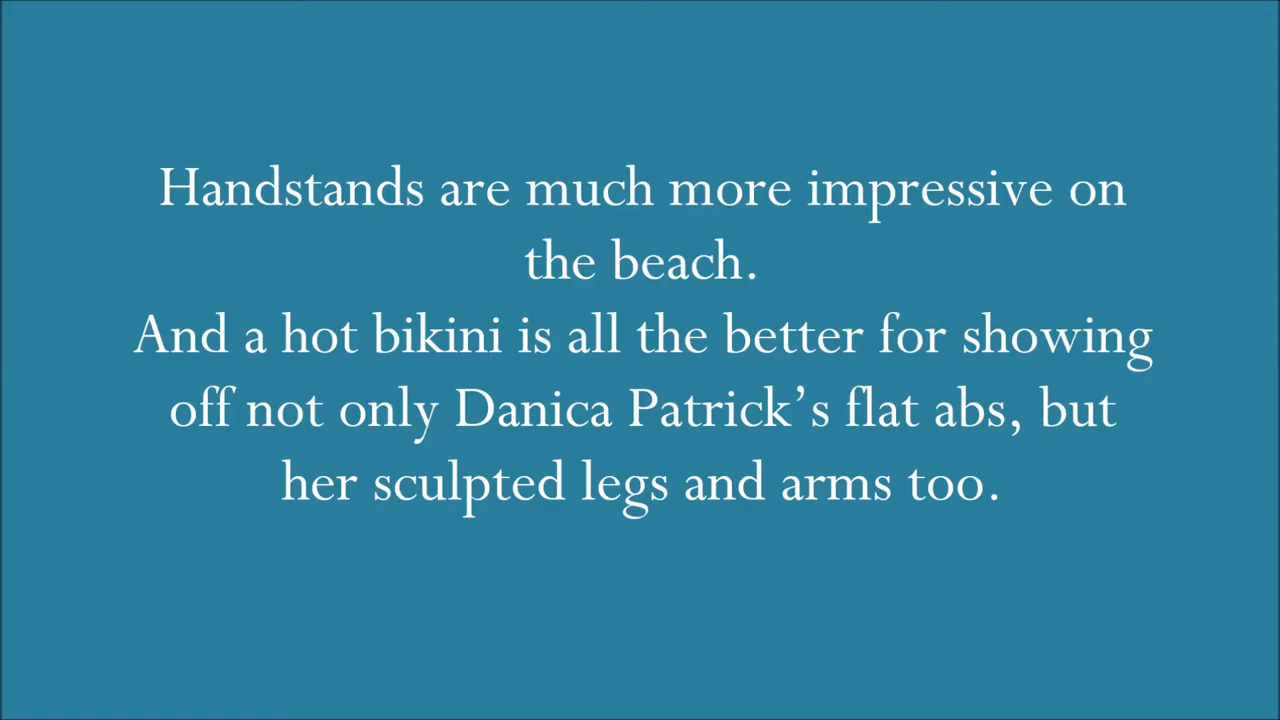 Handstands are much more impressive on
the beach.
And a hot bikini is all the better for showing
off not only Danica Patrick’s flat abs, but
her sculpted legs and arms too.